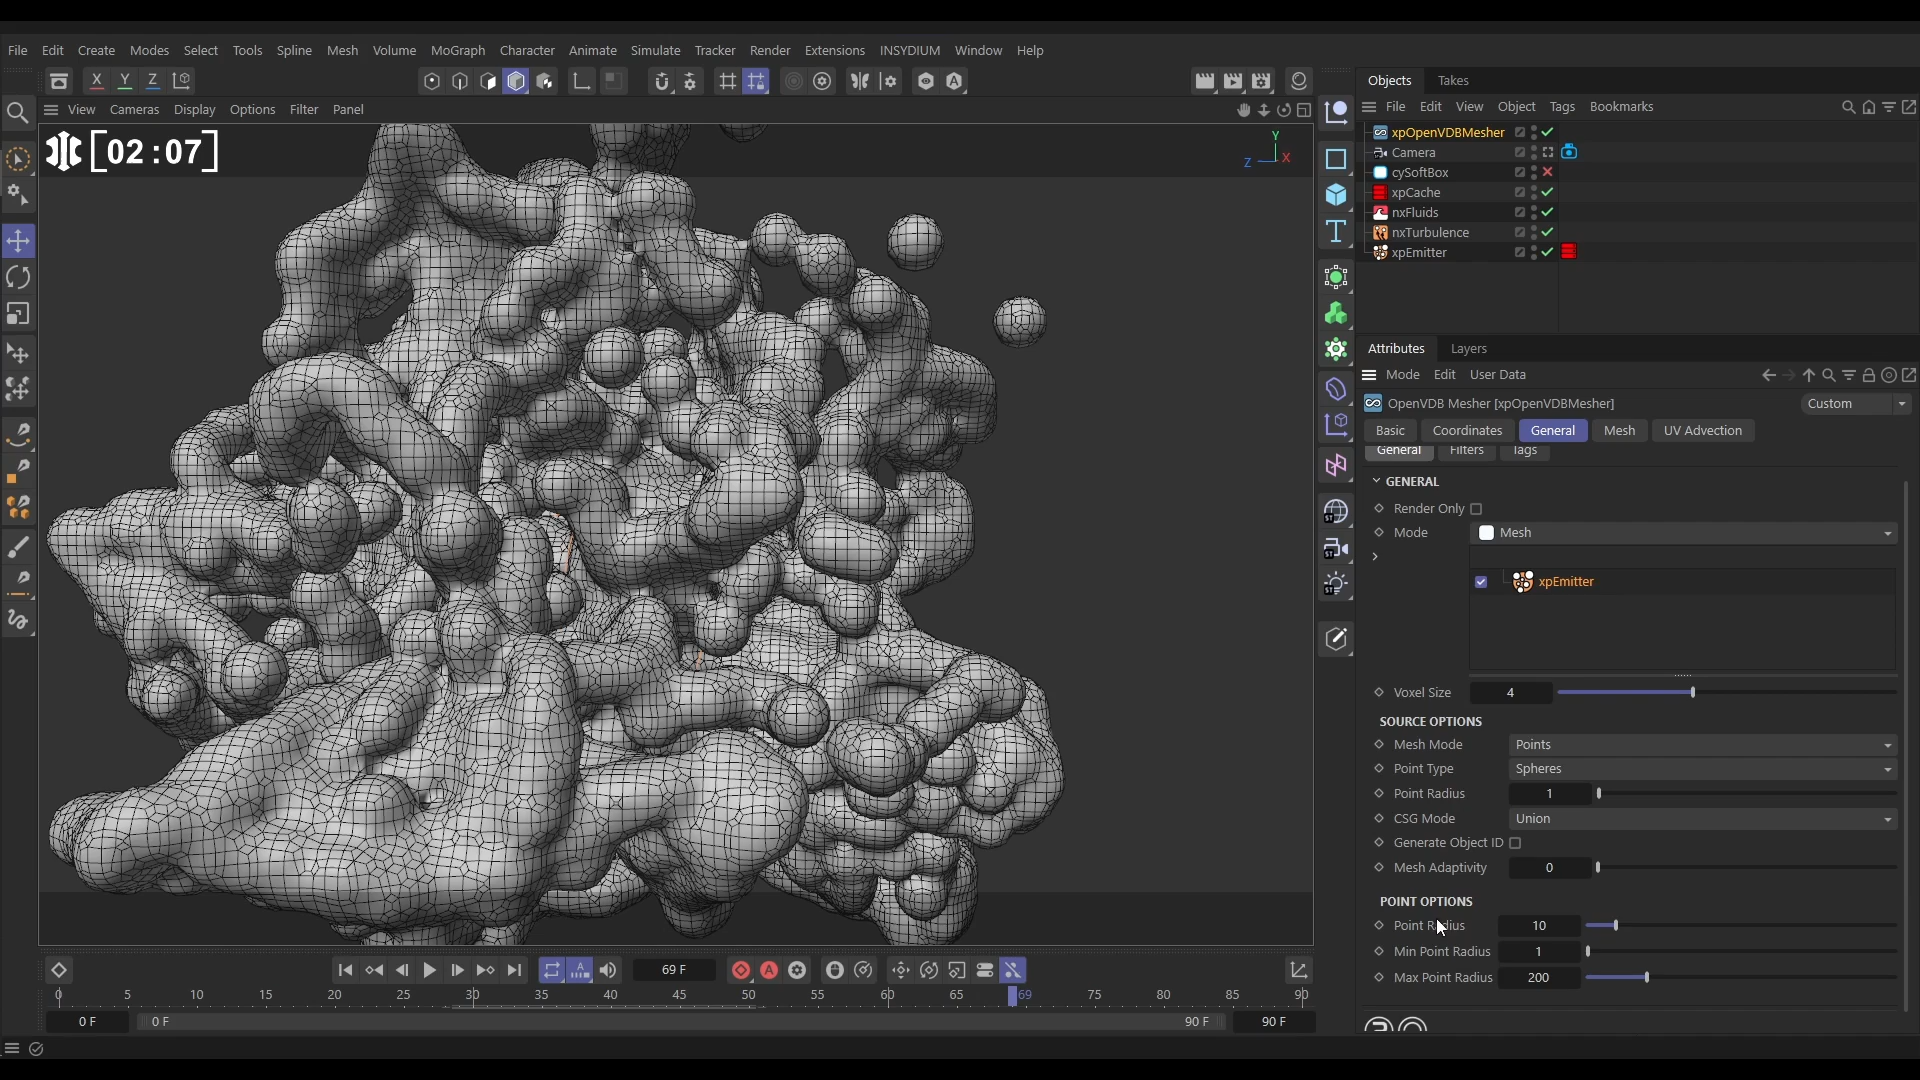 File Edit Create Modes Select Tools Spline Mesh Volume MoGraph Character Animate Simulate Tracker Render Extensions INSYDIUM Window Help
X Y Z
Objects Takes
View Cameras Display Options Filter Panel
File Edit View Object Tags Bookmarks
[02:07]
Y
Z X
xpOpenVDBMesher
Camera
cySoftBox
xpCache
nxFluids
nxTurbulence
xpEmitter
Attributes Layers
Mode Edit User Data
OpenVDB Mesher [xpOpenVDBMesher] Custom
Basic Coordinates General Mesh UV Advection
General Filters Tags
GENERAL
Render Only
Mode Mesh
xpEmitter
Voxel Size 4
SOURCE OPTIONS
Mesh Mode Points
Point Type Spheres
Point Radius 1
CSG Mode Union
Generate Object ID
Mesh Adaptivity 0
POINT OPTIONS
Point Radius 10
Min Point Radius 1
Max Point Radius 200
69 F
0 5 10 15 20 25 30 35 40 45 50 55 60 65 69 75 80 85 90
0 F 0 F 90 F 90 F